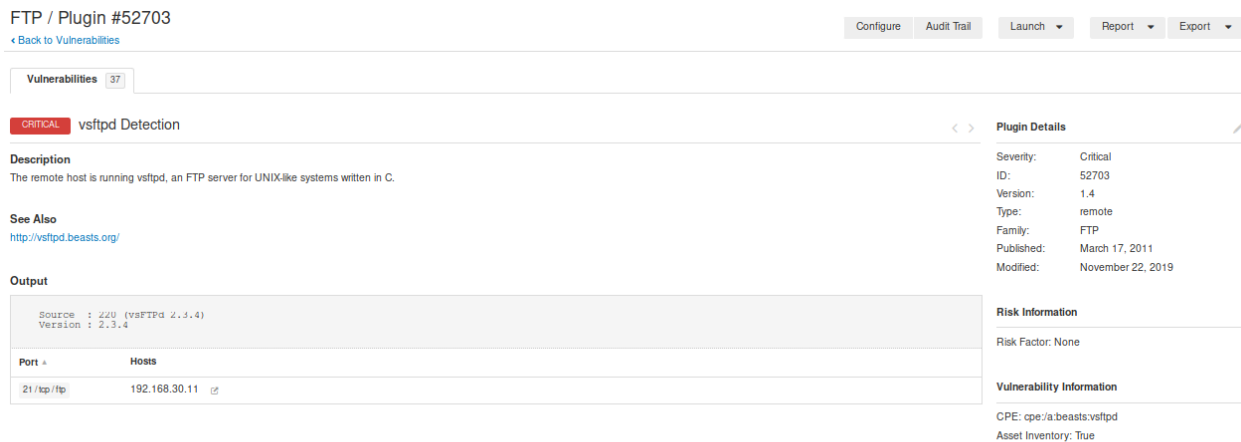 FTP / Plugin #52703
Configure
Audit Trail
Launch
Report
Export
‹ Back to Vulnerabilities
Vulnerabilities 37
CRITICAL vsftpd Detection
Description
The remote host is running vsftpd, an FTP server for UNIX-like systems written in C.
See Also
http://vsftpd.beasts.org/
Output
Source : 220 (vsFTPd 2.3.4)
Version : 2.3.4
Port Hosts
21 / tcp / ftp 192.168.30.11
Plugin Details
Severity: Critical
ID: 52703
Version: 1.4
Type: remote
Family: FTP
Published: March 17, 2011
Modified: November 22, 2019
Risk Information
Risk Factor: None
Vulnerability Information
CPE: cpe:/a:beasts:vsftpd
Asset Inventory: True